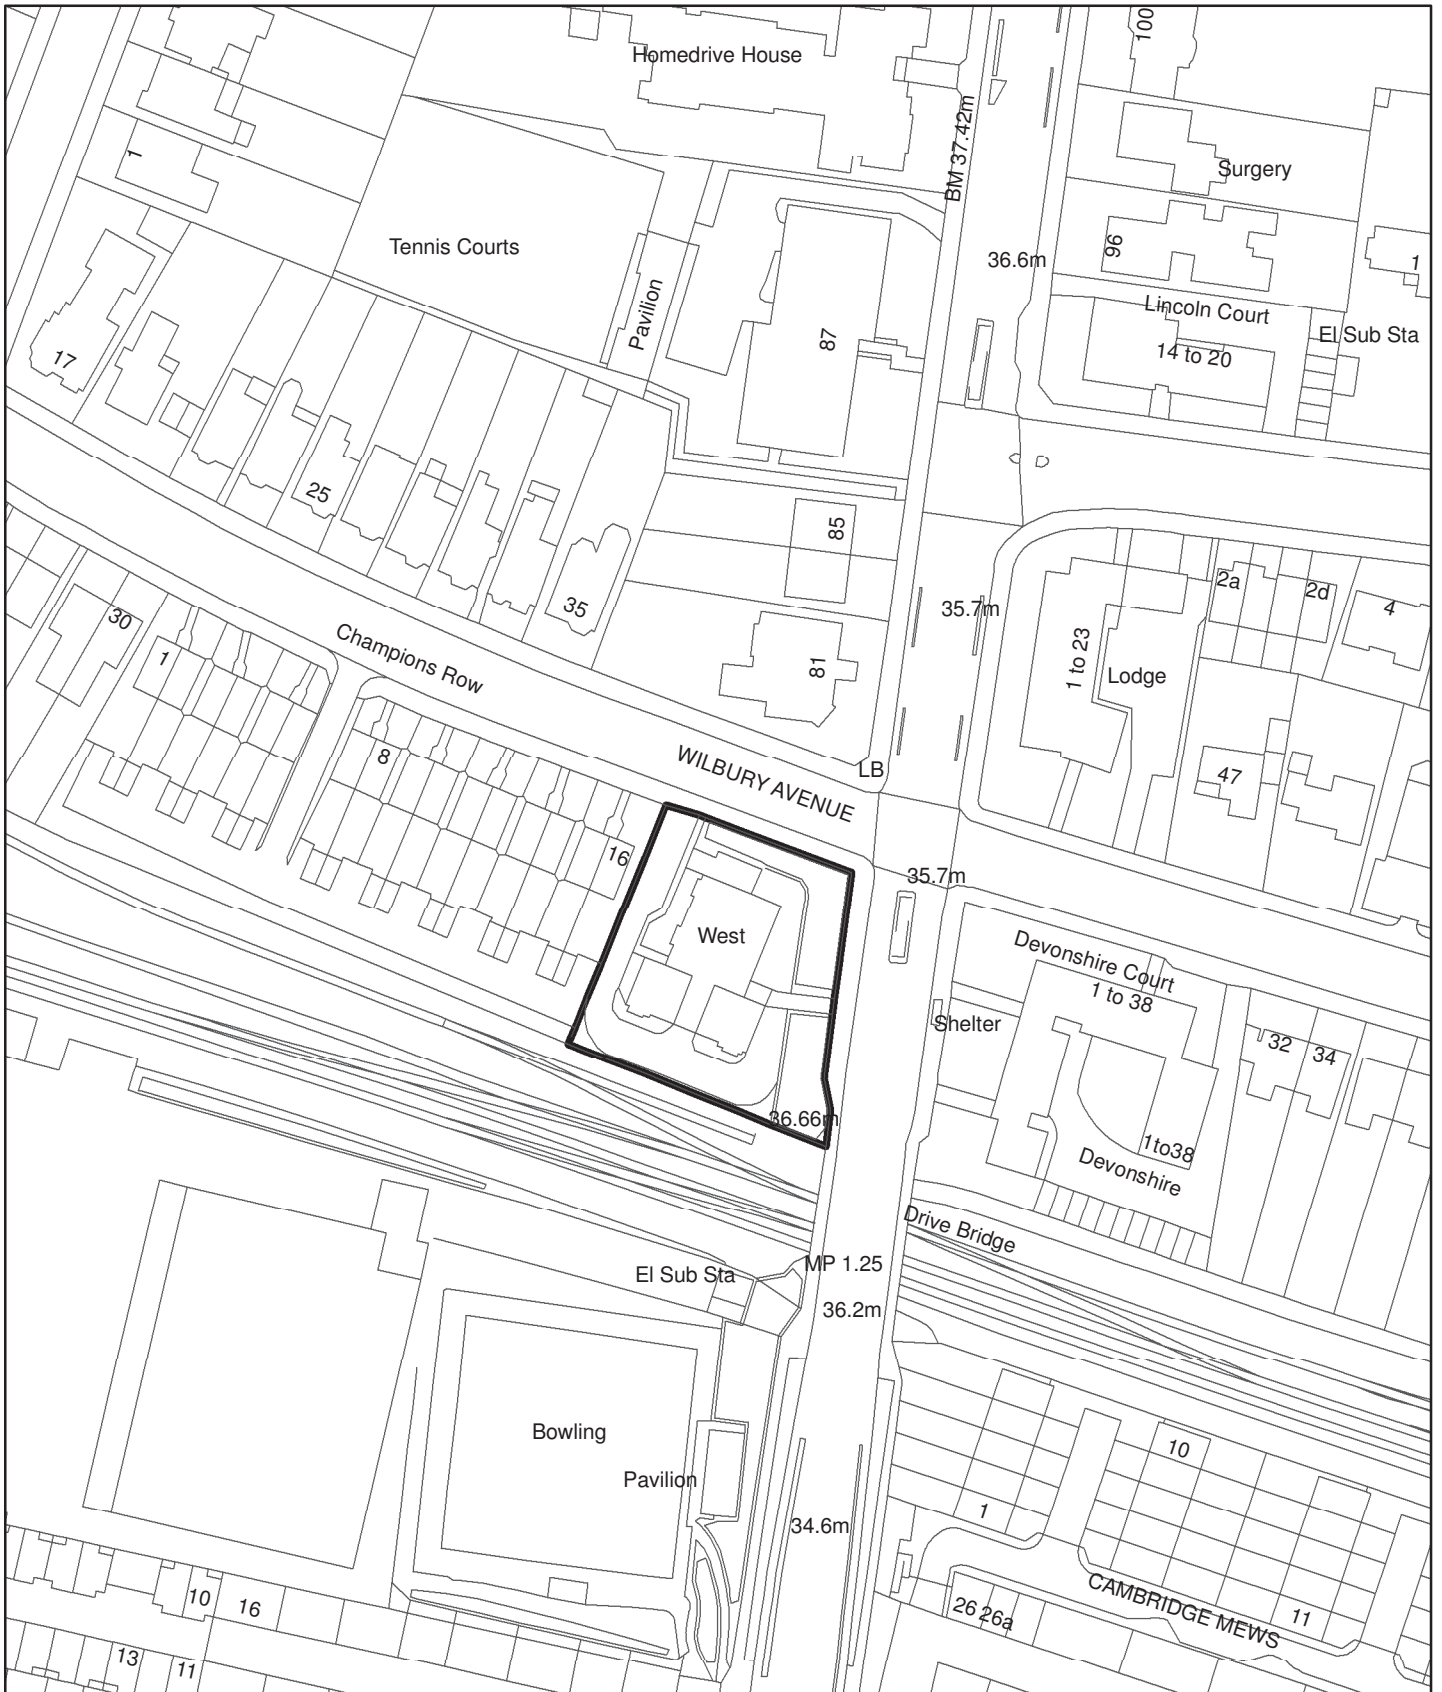 100
Homedrive House
BM 37.42m
1
Surgery
Tennis Courts
96
36.6m
1
Pavilion
Lincoln Court
87
El Sub Sta
14 to 20
17
25
85
35
35.7m
2a
2d
4
30
1
Champions Row
81
1 to 23
Lodge
8
WILBURY AVENUE
LB
47
16
35.7m
West
Devonshire Court
1 to 38
Shelter
32
34
36.66m
1to38
Devonshire
Drive Bridge
MP 1.25
El Sub Sta
36.2m
Bowling
10
Pavilion
1
34.6m
10
16
26
26a
CAMBRIDGE MEWS
11
13
11